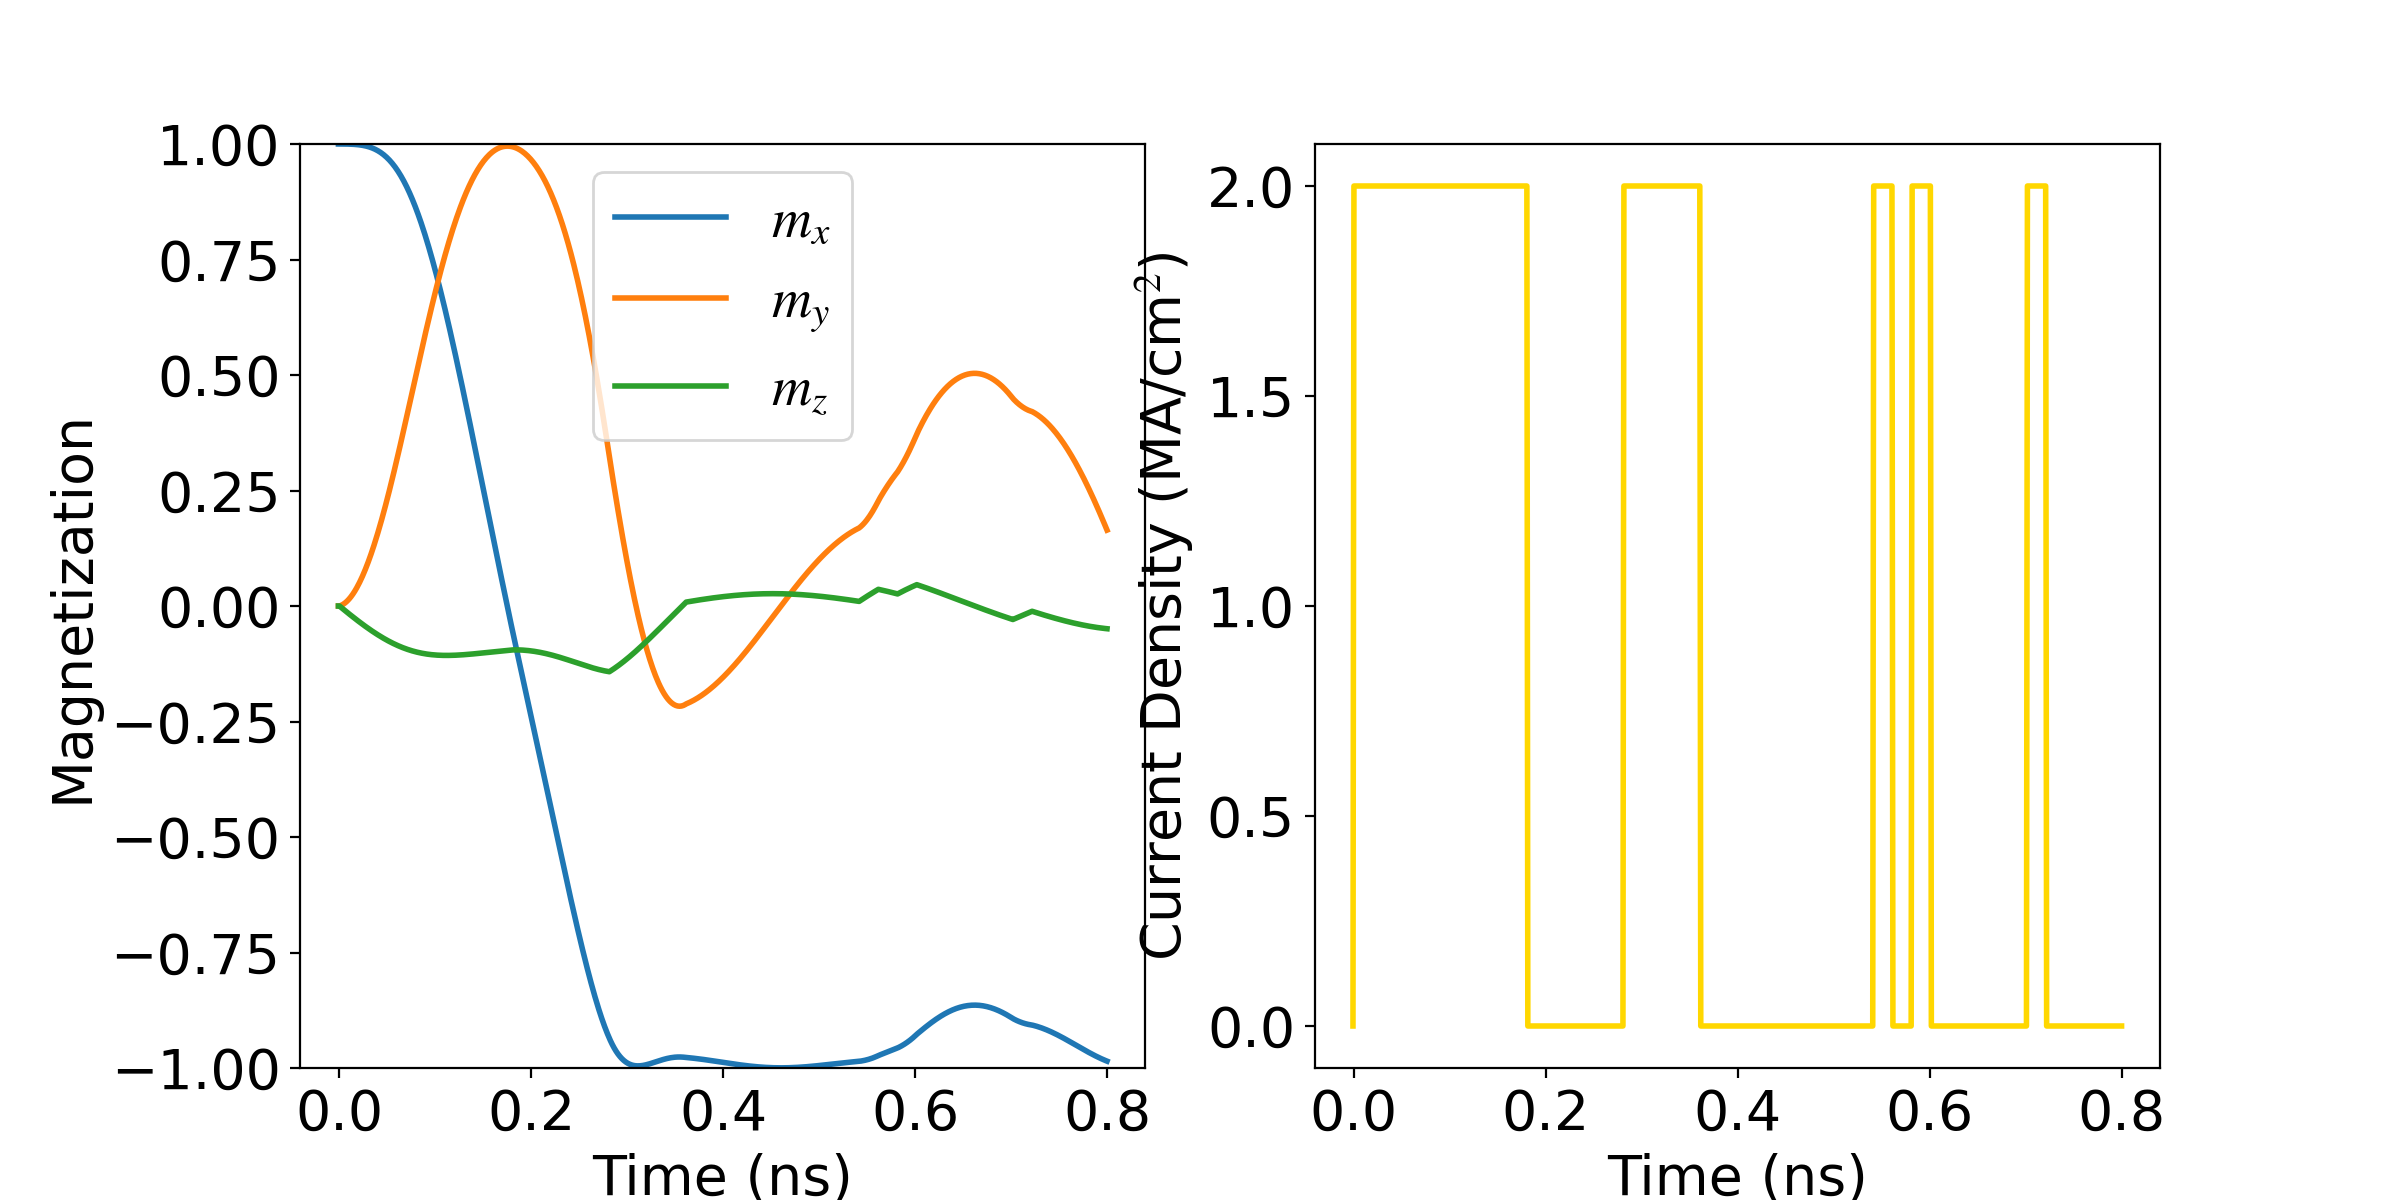 1.00
0.75
0.50
0.25
0.00
−0.25
−0.50
−0.75
−1.00
Magnetization
0.0 0.2 0.4 0.6 0.8
Time (ns)
m_x
m_y
m_z
Current Density (MA/cm²)
2.0
1.5
1.0
0.5
0.0
0.0 0.2 0.4 0.6 0.8
Time (ns)